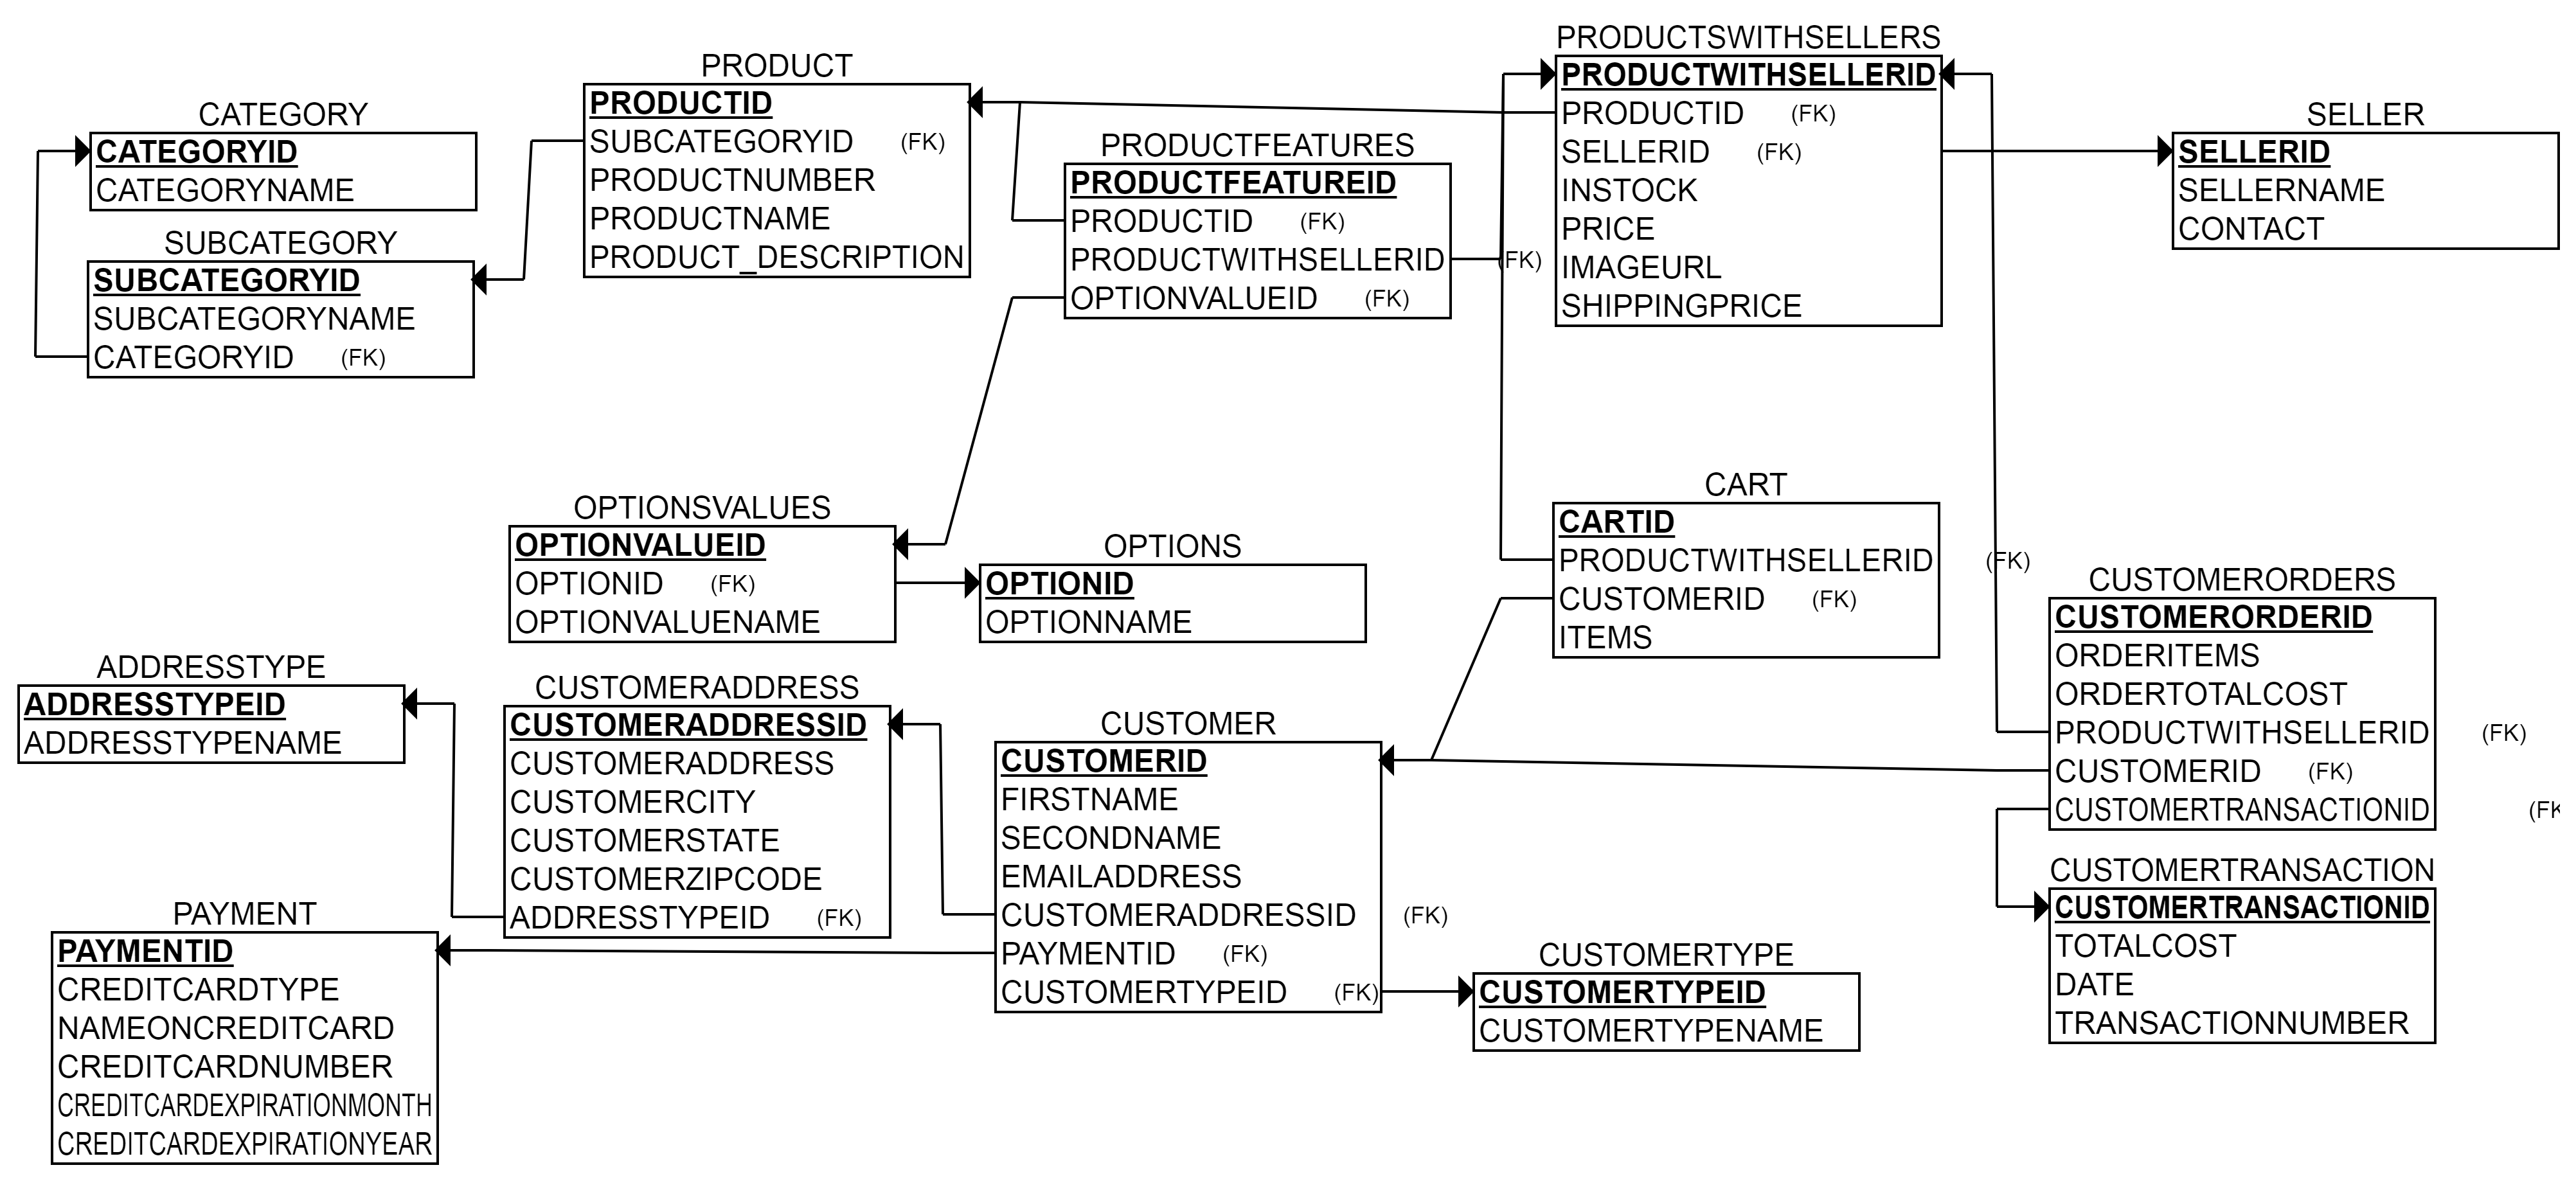 PRODUCTSWITHSELLERS
PRODUCTWITHSELLERID
PRODUCTID (FK)
SELLERID (FK)
INSTOCK
PRICE
IMAGEURL
SHIPPINGPRICE
PRODUCT
PRODUCTID
SUBCATEGORYID (FK)
PRODUCTNUMBER
PRODUCTNAME
PRODUCT_DESCRIPTION
CATEGORY
CATEGORYID
CATEGORYNAME
SELLER
SELLERID
SELLERNAME
CONTACT
PRODUCTFEATURES
PRODUCTFEATUREID
PRODUCTID (FK)
PRODUCTWITHSELLERID (FK)
OPTIONVALUEID (FK)
SUBCATEGORY
SUBCATEGORYID
SUBCATEGORYNAME
CATEGORYID (FK)
CART
CARTID
PRODUCTWITHSELLERID (FK)
CUSTOMERID (FK)
ITEMS
OPTIONSVALUES
OPTIONVALUEID
OPTIONID (FK)
OPTIONVALUENAME
OPTIONS
OPTIONID
OPTIONNAME
CUSTOMERORDERS
CUSTOMERORDERID
ORDERITEMS
ORDERTOTALCOST
PRODUCTWITHSELLERID (FK)
CUSTOMERID (FK)
CUSTOMERTRANSACTIONID (FK
ADDRESSTYPE
ADDRESSTYPEID
ADDRESSTYPENAME
CUSTOMERADDRESS
CUSTOMERADDRESSID
CUSTOMERADDRESS
CUSTOMERCITY
CUSTOMERSTATE
CUSTOMERZIPCODE
ADDRESSTYPEID (FK)
CUSTOMER
CUSTOMERID
FIRSTNAME
SECONDNAME
EMAILADDRESS
CUSTOMERADDRESSID (FK)
PAYMENTID (FK)
CUSTOMERTYPEID (FK)
CUSTOMERTRANSACTION
CUSTOMERTRANSACTIONID
TOTALCOST
DATE
TRANSACTIONNUMBER
PAYMENT
PAYMENTID
CREDITCARDTYPE
NAMEONCREDITCARD
CREDITCARDNUMBER
CREDITCARDEXPIRATIONMONTH
CREDITCARDEXPIRATIONYEAR
CUSTOMERTYPE
CUSTOMERTYPEID
CUSTOMERTYPENAME